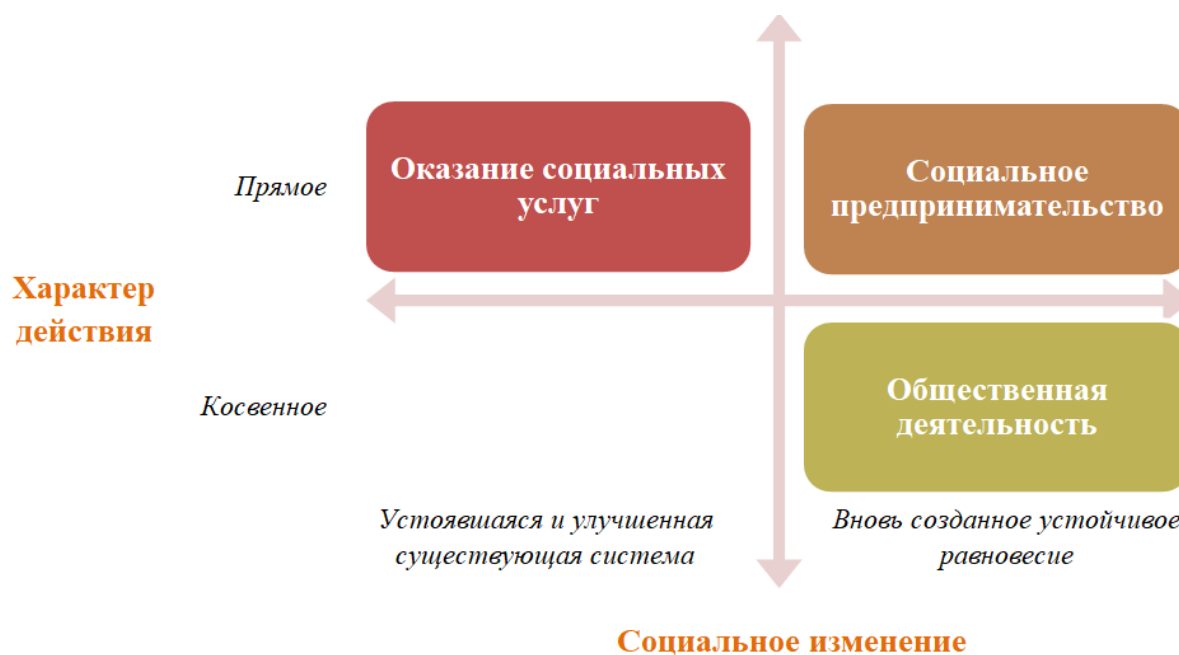 Оказание социальных
услуг
Социальное
предпринимательство
Прямое
Характер
действия
Косвенное
Общественная
деятельность
Устоявшаяся и улучшенная
существующая система
Вновь созданное устойчивое
равновесие
Социальное изменение